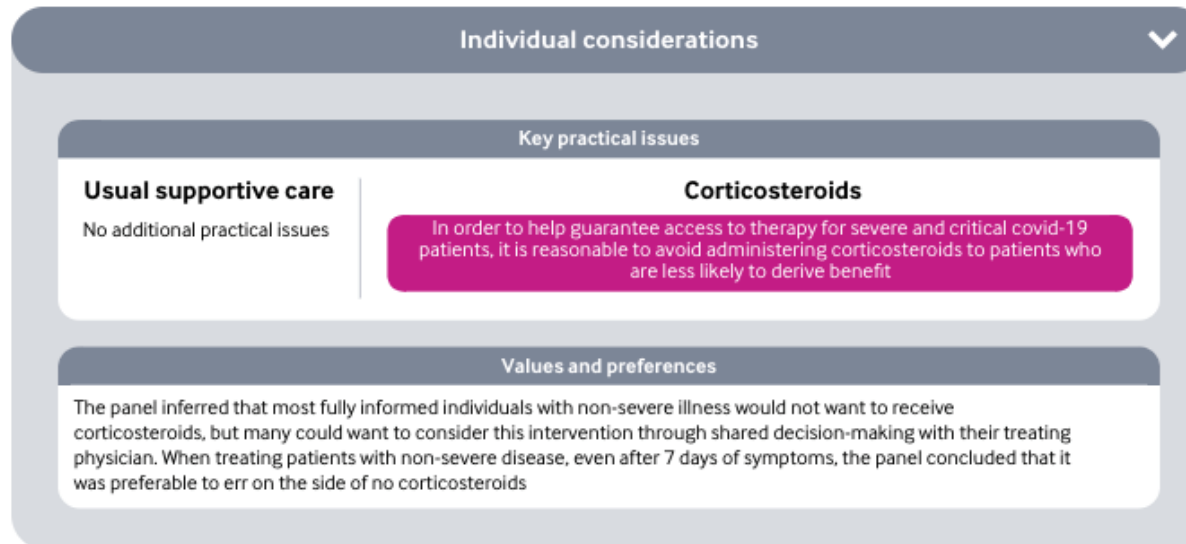 Individual considerations
Key practical issues
Usual supportive care
No additional practical issues
Corticosteroids
In order to help guarantee access to therapy for severe and critical covid-19
patients, it is reasonable to avoid administering corticosteroids to patients who
are less likely to derive benefit
Values and preferences
The panel inferred that most fully informed individuals with non-severe illness would not want to receive
corticosteroids, but many could want to consider this intervention through shared decision-making with their treating
physician. When treating patients with non-severe disease, even after 7 days of symptoms, the panel concluded that it
was preferable to err on the side of no corticosteroids